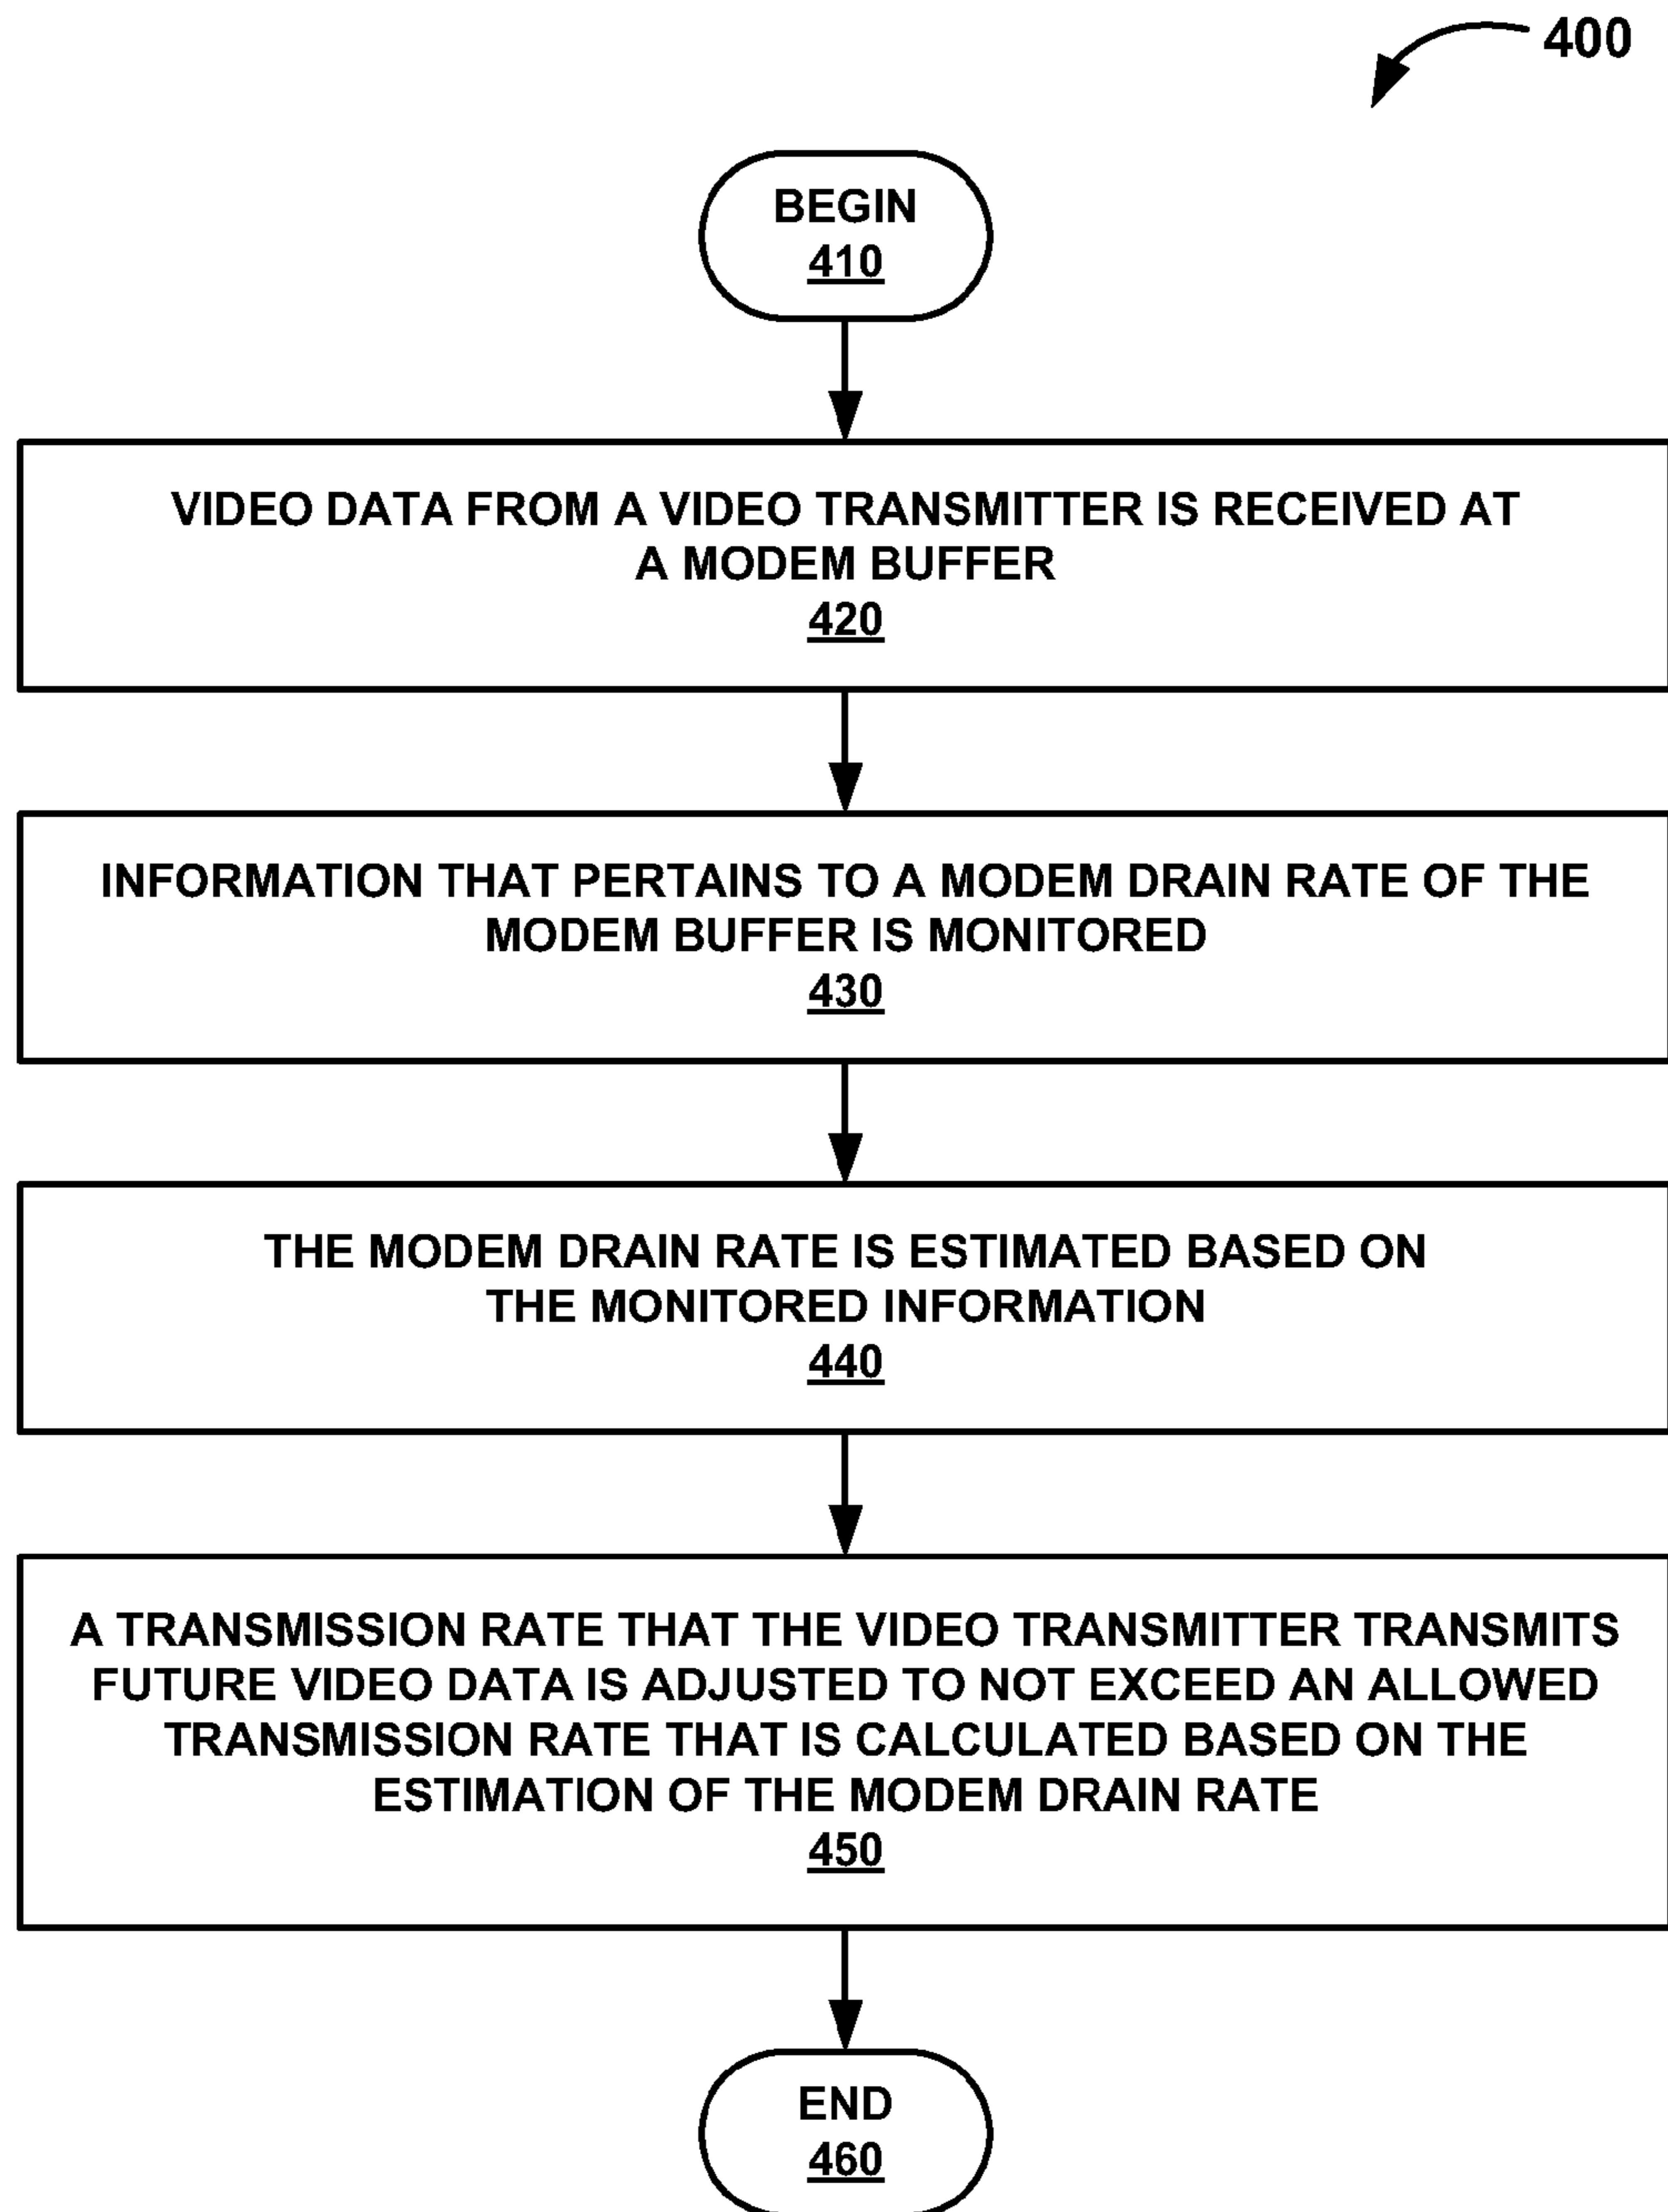 400
BEGIN
410
VIDEO DATA FROM A VIDEO TRANSMITTER IS RECEIVED AT
A MODEM BUFFER
420
INFORMATION THAT PERTAINS TO A MODEM DRAIN RATE OF THE
MODEM BUFFER IS MONITORED
430
THE MODEM DRAIN RATE IS ESTIMATED BASED ON
THE MONITORED INFORMATION
440
A TRANSMISSION RATE THAT THE VIDEO TRANSMITTER TRANSMITS
FUTURE VIDEO DATA IS ADJUSTED TO NOT EXCEED AN ALLOWED
TRANSMISSION RATE THAT IS CALCULATED BASED ON THE
ESTIMATION OF THE MODEM DRAIN RATE
450
END
460